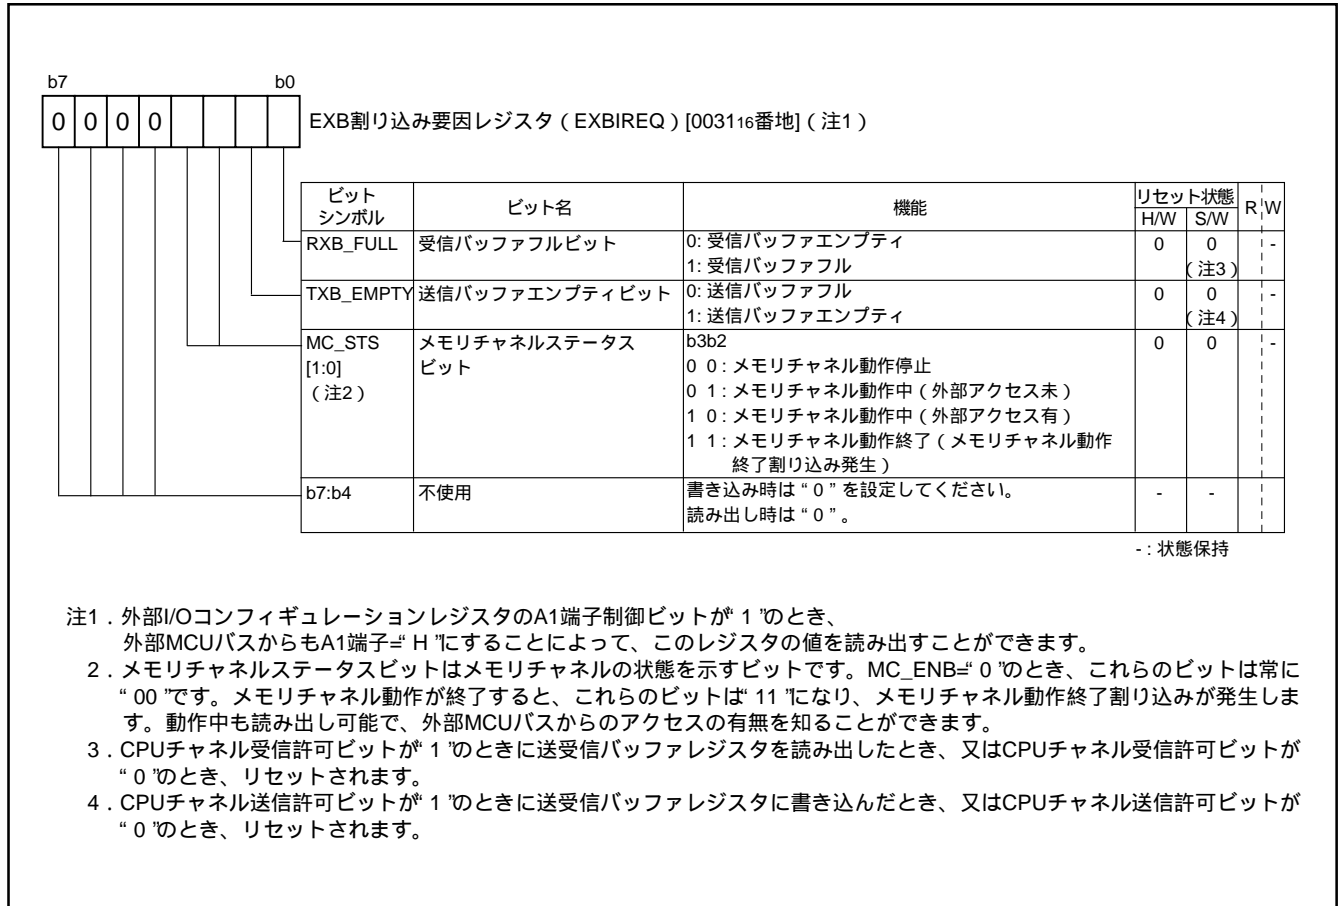 b7 b0
0 0 0 0 EXB割り込み要因レジスタ（EXBIREQ）[003116番地]（注1）
ビット
シンボル
ビット名
機能
リセット状態
H/W S/W
R W
RXB_FULL 受信バッファフルビット 0: 受信バッファエンプティ 0 0 -
1: 受信バッファフル （注3）
TXB_EMPTY 送信バッファエンプティビット 0: 送信バッファフル 0 0 -
1: 送信バッファエンプティ （注4）
MC_STS メモリチャネルステータス b3b2 0 0 -
[1:0] ビット 0 0 : メモリチャネル動作停止
（注2） 0 1 : メモリチャネル動作中（外部アクセス未）
1 0 : メモリチャネル動作中（外部アクセス有）
1 1 : メモリチャネル動作終了（メモリチャネル動作
終了割り込み発生）
b7:b4 不使用 書き込み時は“0”を設定してください。 - -
読み出し時は“0”。
- : 状態保持
注1．外部I/OコンフィギュレーションレジスタのA1端子制御ビットが“1”のとき、
外部MCUバスからもA1端子=“H”にすることによって、このレジスタの値を読み出すことができます。
2．メモリチャネルステータスビットはメモリチャネルの状態を示すビットです。MC_ENB=“0”のとき、これらのビットは常に
“00”です。メモリチャネル動作が終了すると、これらのビットは“11”になり、メモリチャネル動作終了割り込みが発生しま
す。動作中も読み出し可能で、外部MCUバスからのアクセスの有無を知ることができます。
3．CPUチャネル受信許可ビットが“1”のときに送受信バッファレジスタを読み出したとき、又はCPUチャネル受信許可ビットが
“0”のとき、リセットされます。
4．CPUチャネル送信許可ビットが“1”のときに送受信バッファレジスタに書き込んだとき、又はCPUチャネル送信許可ビットが
“0”のとき、リセットされます。